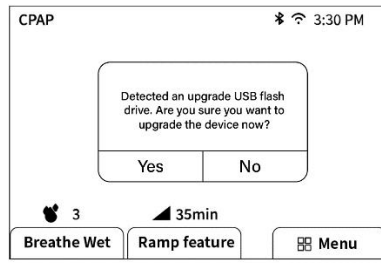 CPAP 3:30 PM
Detected an upgrade USB flash
drive. Are you sure you want to
upgrade the device now?
Yes No
3 35min
Breathe Wet Ramp feature Menu